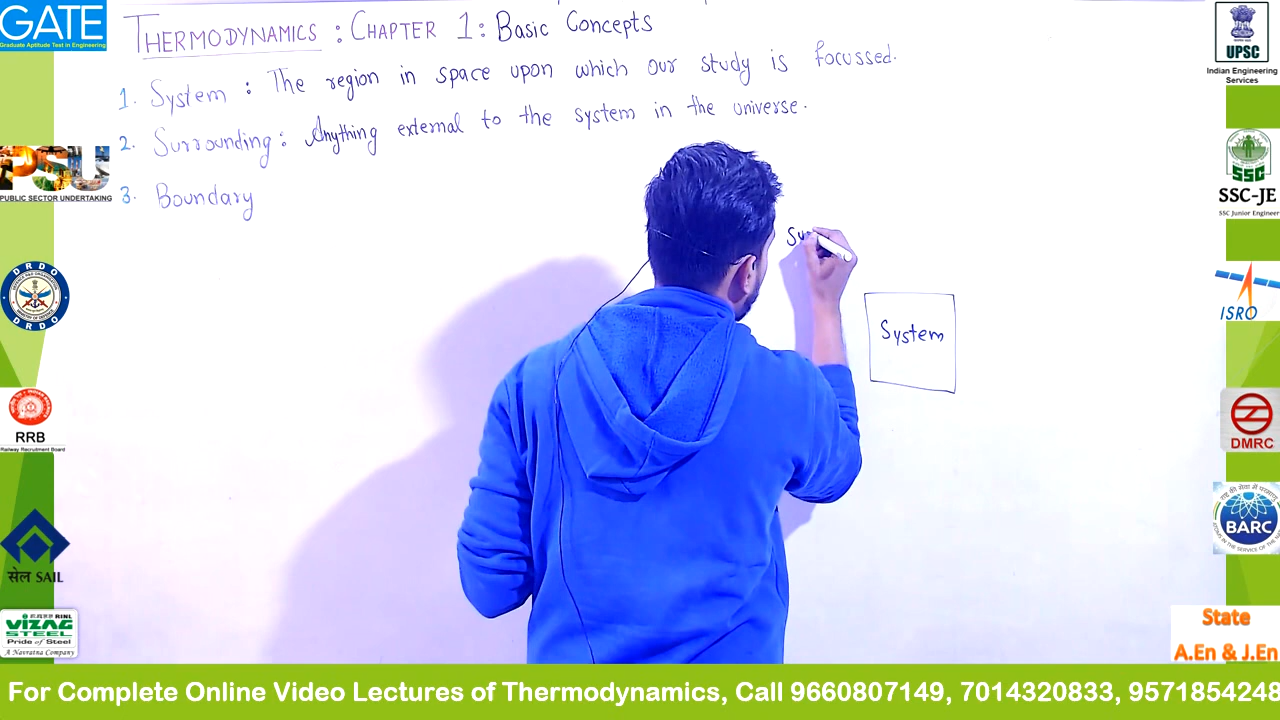 GATE
Graduate Aptitude Test in Engineering
THERMODYNAMICS : CHAPTER 1: Basic Concepts
1. System : The region in space upon which our study is focussed.
2. Surrounding: Anything external to the system in the universe.
3. Boundary
Su
System
PSU
PUBLIC SECTOR UNDERTAKING
DRDO
DRDO
RRB
Railway Recruitment Board
सेल SAIL
RINL
VIZAG
STEEL
Pride of Steel
A Navratna Company
UPSC
Indian Engineering
Services
SSC
SSC-JE
SSC Junior Engineer
ISRO
DMRC
BARC
State
A.En & J.En
For Complete Online Video Lectures of Thermodynamics, Call 9660807149, 7014320833, 9571854248